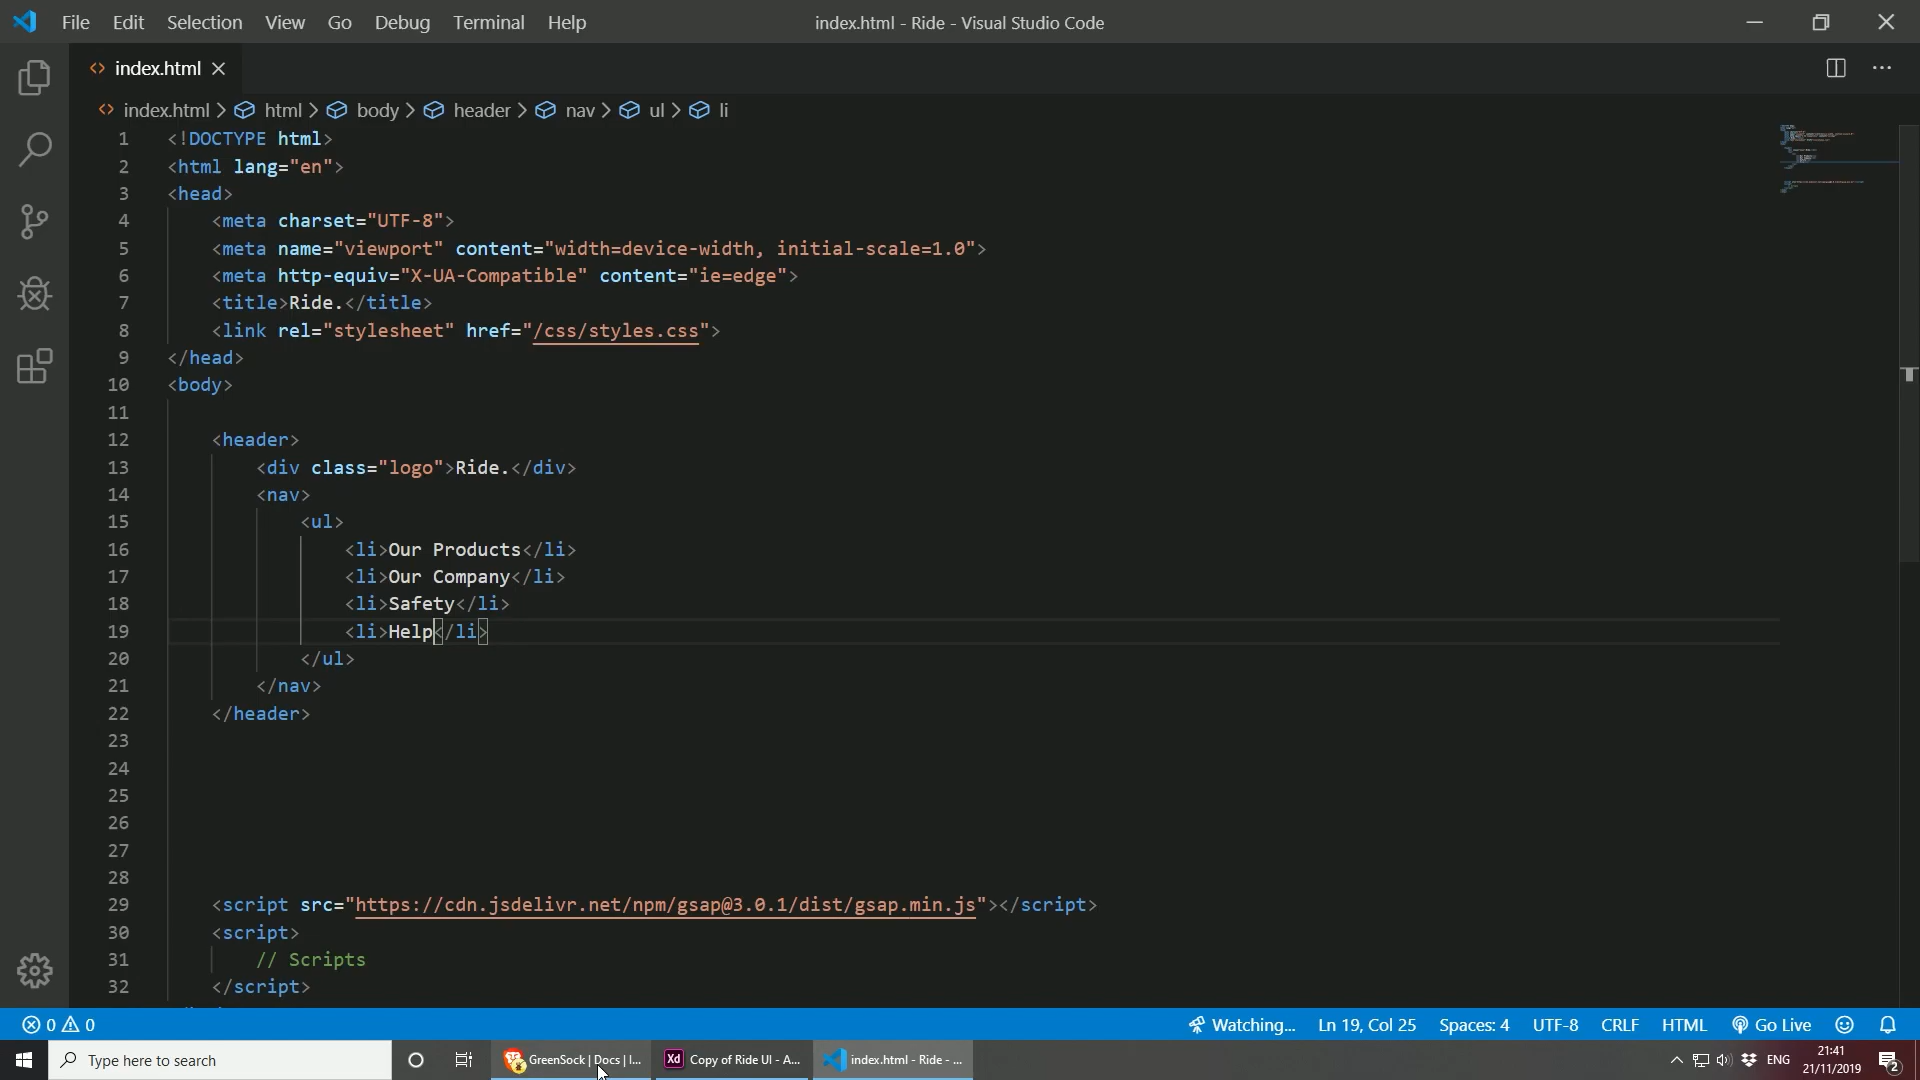 File Edit Selection View Go Debug Terminal Help
index.html - Ride - Visual Studio Code
index.html
index.html > html > body > header > nav > ul > li
1 <!DOCTYPE html>
2 <html lang="en">
3 <head>
4 <meta charset="UTF-8">
5 <meta name="viewport" content="width=device-width, initial-scale=1.0">
6 <meta http-equiv="X-UA-Compatible" content="ie=edge">
7 <title>Ride.</title>
8 <link rel="stylesheet" href="/css/styles.css">
9 </head>
10 <body>
11
12 <header>
13 <div class="logo">Ride.</div>
14 <nav>
15 <ul>
16 <li>Our Products</li>
17 <li>Our Company</li>
18 <li>Safety</li>
19 <li>Help</li>
20 </ul>
21 </nav>
22 </header>
23
24
25
26
27
28
29 <script src="https://cdn.jsdelivr.net/npm/gsap@3.0.1/dist/gsap.min.js"></script>
30 <script>
31 // Scripts
32 </script>
0 0 Watching... Ln 19, Col 25 Spaces: 4 UTF-8 CRLF HTML Go Live
Type here to search
GreenSock | Docs | I...
Xd Copy of Ride UI - A...
index.html - Ride - ...
ENG
21:41
21/11/2019
2